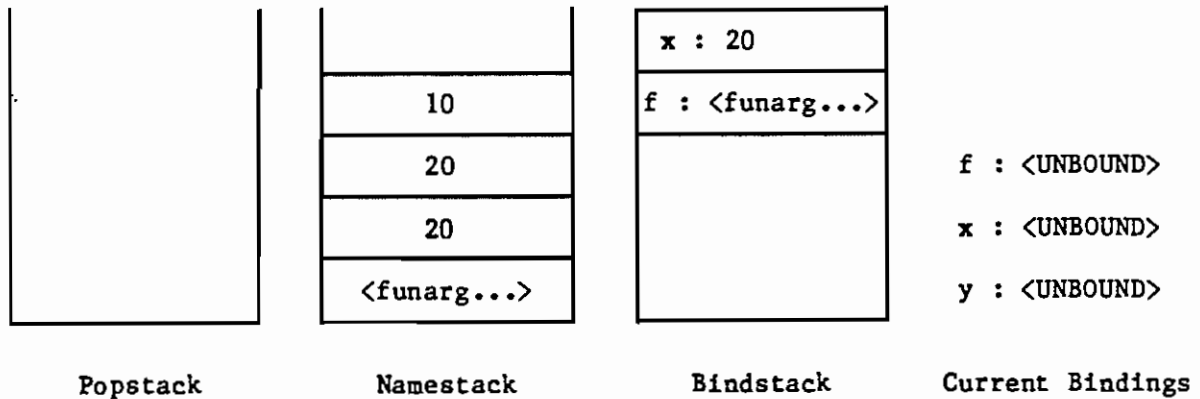 x : 20
f : <funarg...>
10
20
20
<funarg...>
f : <UNBOUND>
x : <UNBOUND>
y : <UNBOUND>
Popstack
Namestack
Bindstack
Current Bindings